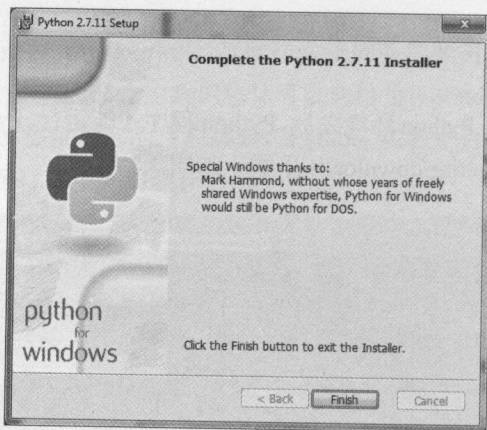 Python 2.7.11 Setup
Complete the Python 2.7.11 Installer
Special Windows thanks to:
Mark Hammond, without whose years of freely
shared Windows expertise, Python for Windows
would still be Python for DOS.
python
for
windows
Click the Finish button to exit the Installer.
< Back
Finish
Cancel